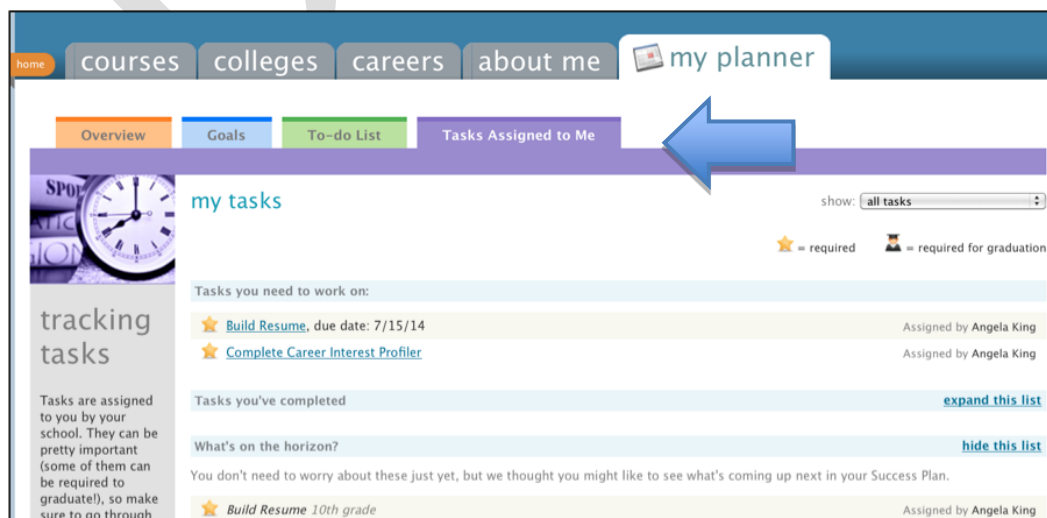 home courses colleges careers about me my planner
Overview Goals To-do List Tasks Assigned to Me
my tasks
show: all tasks
= required = required for graduation
Tasks you need to work on:
Build Resume, due date: 7/15/14 Assigned by Angela King
Complete Career Interest Profiler Assigned by Angela King
Tasks you've completed expand this list
What's on the horizon? hide this list
You don't need to worry about these just yet, but we thought you might like to see what's coming up next in your Success Plan.
Build Resume 10th grade Assigned by Angela King
tracking
tasks
Tasks are assigned
to you by your
school. They can be
pretty important
(some of them can
be required to
graduate!), so make
sure to go through